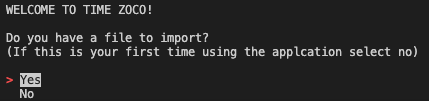 WELCOME TO TIME ZOCO!
Do you have a file to import?
(If this is your first time using the applcation select no)
> Yes
No